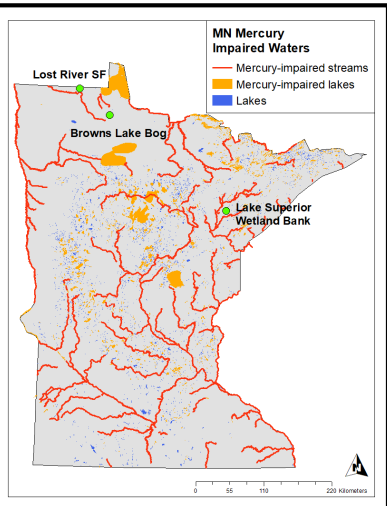 MN Mercury
Impaired Waters
Mercury-impaired streams
Mercury-impaired lakes
Lakes
Lost River SF
Browns Lake Bog
Lake Superior
Wetland Bank
N
0 55 110 220 Kilometers